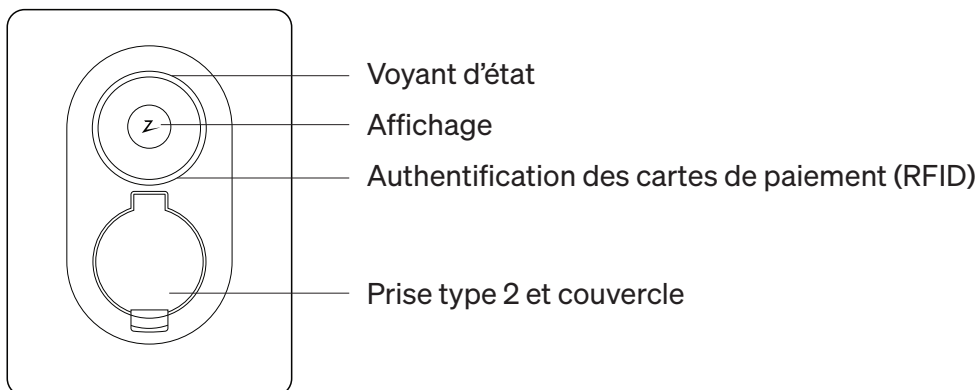 Voyant d’état
Affichage
Authentification des cartes de paiement (RFID)
Prise type 2 et couvercle